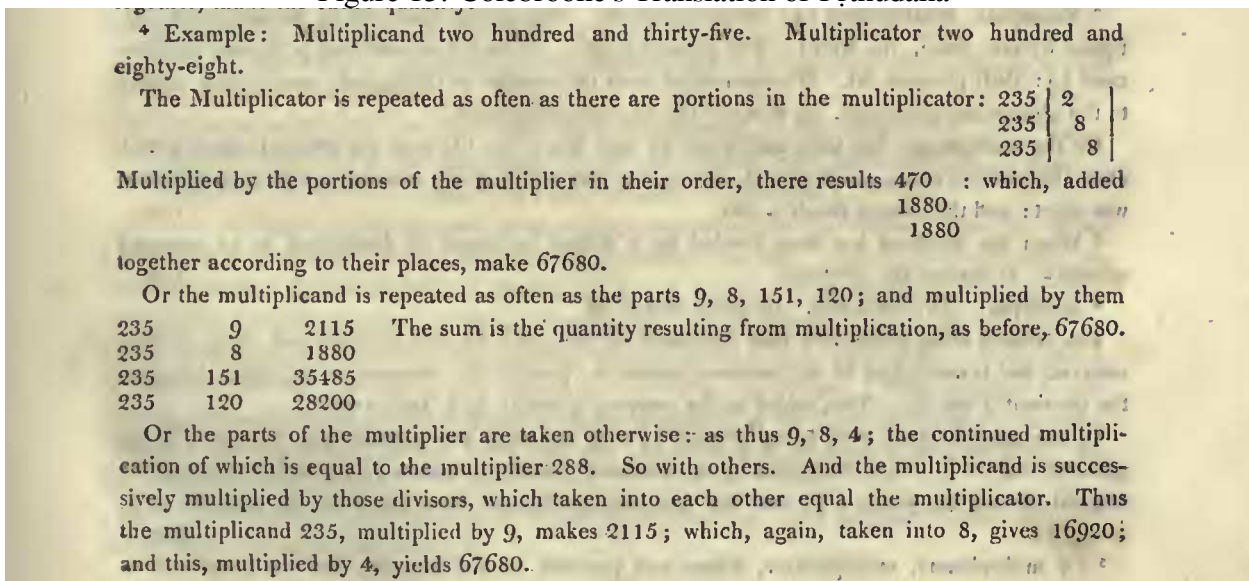 Translation of
⁴ Example: Multiplicand two hundred and thirty-five. Multiplicator two hundred and
eighty-eight.
The Multiplicator is repeated as often as there are portions in the multiplicator: 235 | 2 |
235 | 8 |
235 | 8 |
Multiplied by the portions of the multiplier in their order, there results 470 : which, added
1880
1880
together according to their places, make 67680.
Or the multiplicand is repeated as often as the parts 9, 8, 151, 120; and multiplied by them
235 9 2115 The sum is the quantity resulting from multiplication, as before, 67680.
235 8 1880
235 151 35485
235 120 28200
Or the parts of the multiplier are taken otherwise: as thus 9, 8, 4; the continued multipli-
cation of which is equal to the multiplier 288. So with others. And the multiplicand is succes-
sively multiplied by those divisors, which taken into each other equal the multiplicator. Thus
the multiplicand 235, multiplied by 9, makes 2115; which, again, taken into 8, gives 16920;
and this, multiplied by 4, yields 67680.